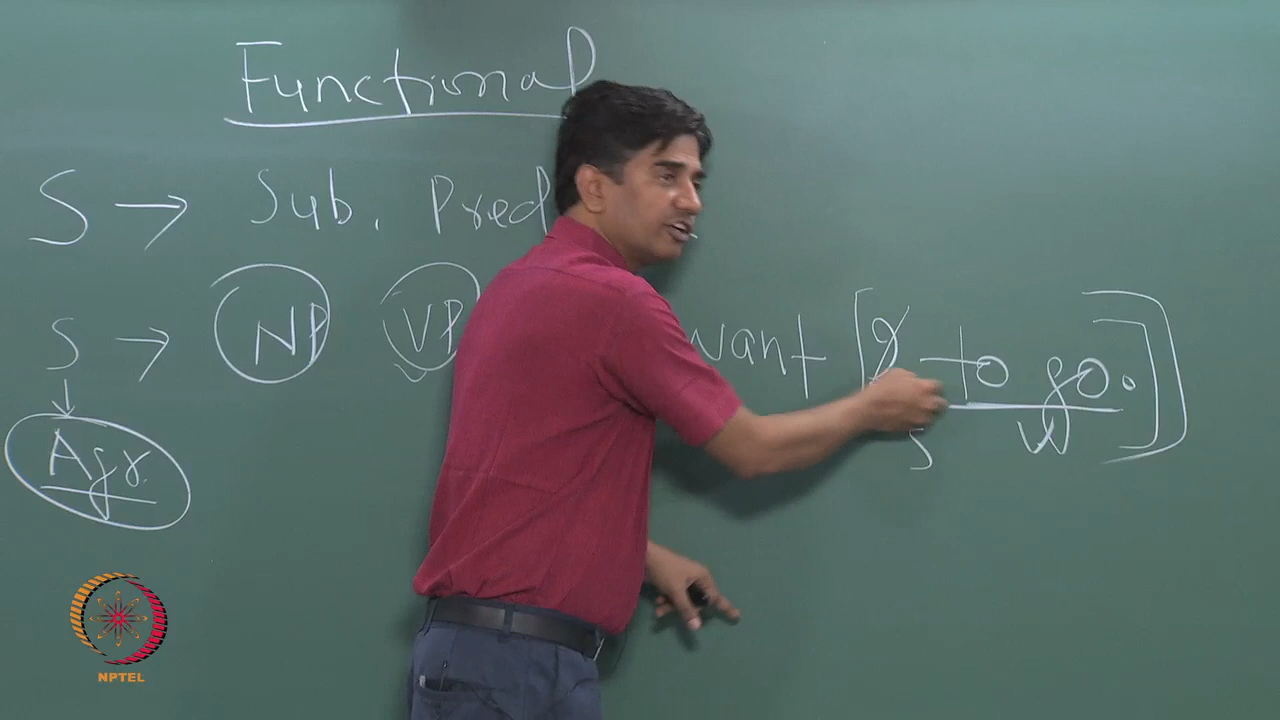 Functional
S → Sub. Pred
S → NP VP
want [ to go. ]]
S
Agr.
NPTEL